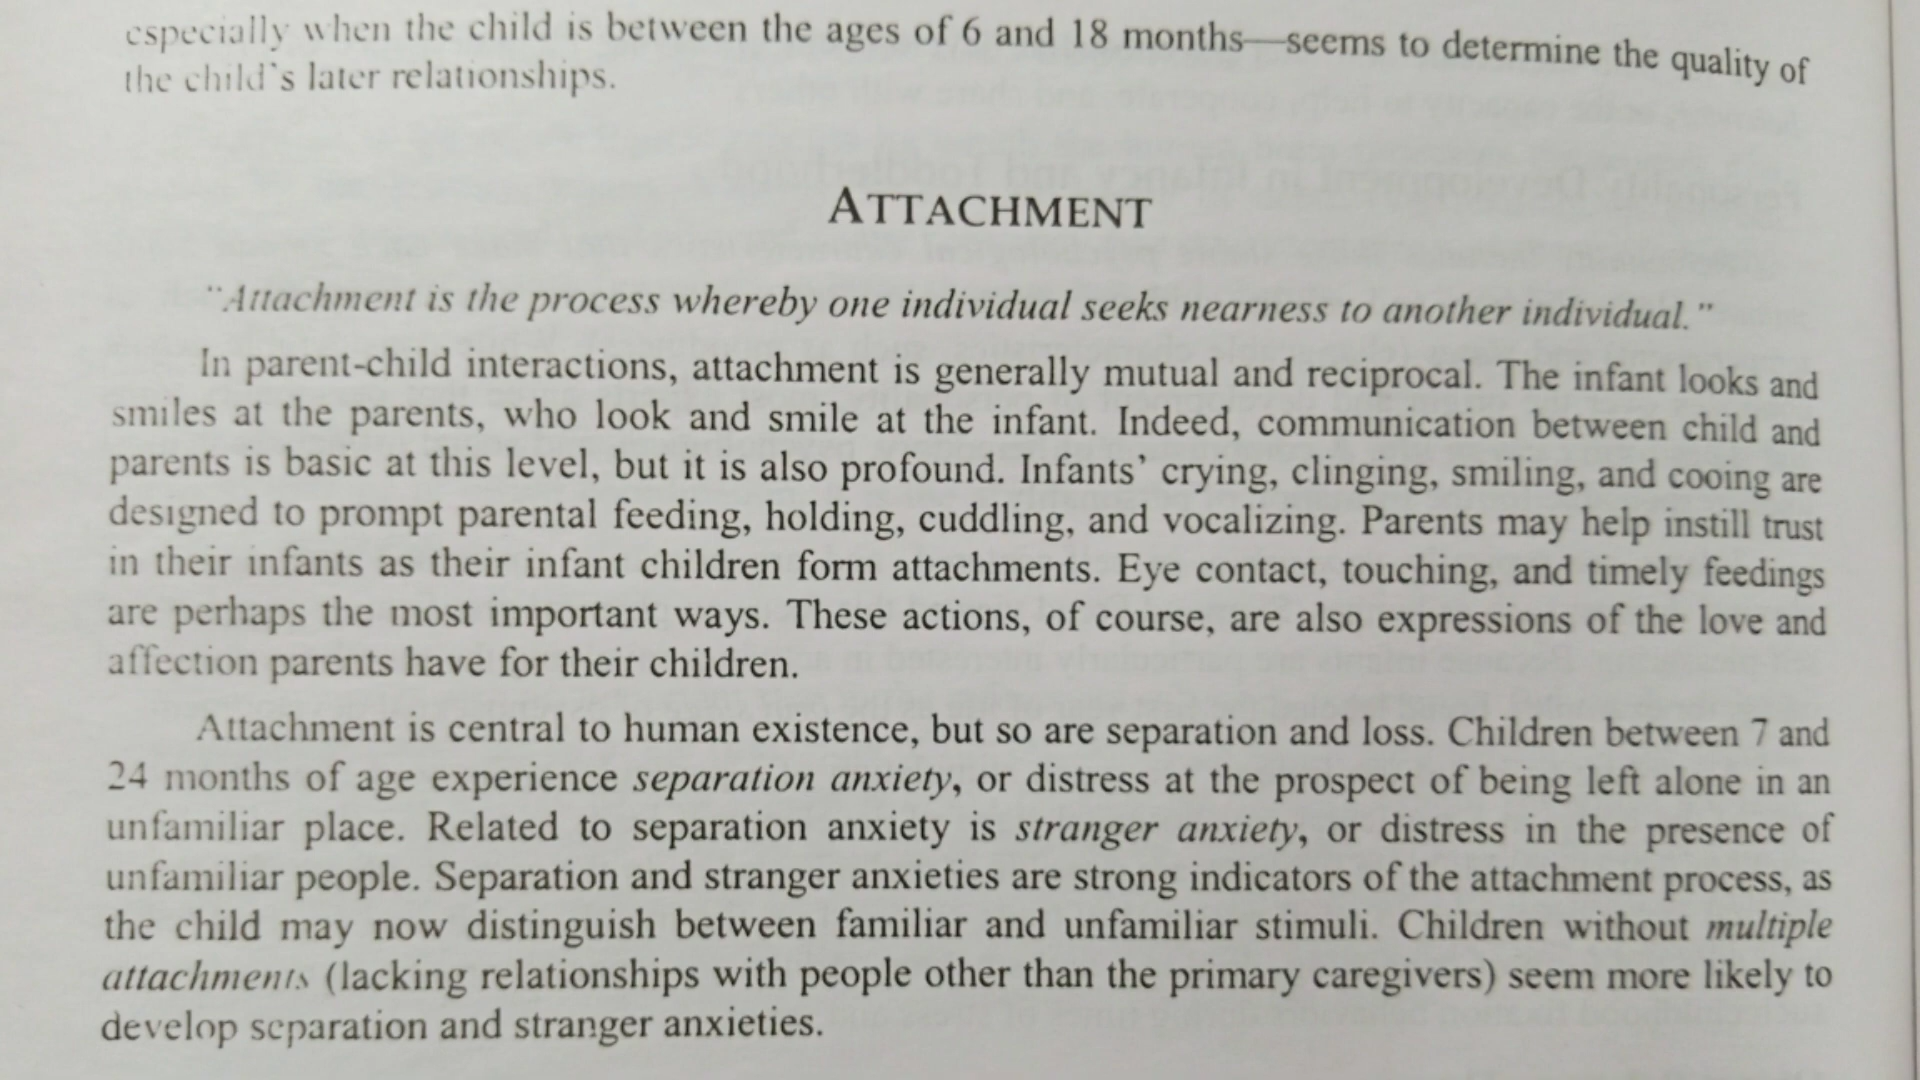 especially when the child is between the ages of 6 and 18 months—seems to determine the quality of
the child's later relationships.
ATTACHMENT
"Attachment is the process whereby one individual seeks nearness to another individual."
In parent-child interactions, attachment is generally mutual and reciprocal. The infant looks and
smiles at the parents, who look and smile at the infant. Indeed, communication between child and
parents is basic at this level, but it is also profound. Infants' crying, clinging, smiling, and cooing are
designed to prompt parental feeding, holding, cuddling, and vocalizing. Parents may help instill trust
in their infants as their infant children form attachments. Eye contact, touching, and timely feedings
are perhaps the most important ways. These actions, of course, are also expressions of the love and
affection parents have for their children.
Attachment is central to human existence, but so are separation and loss. Children between 7 and
24 months of age experience separation anxiety, or distress at the prospect of being left alone in an
unfamiliar place. Related to separation anxiety is stranger anxiety, or distress in the presence of
unfamiliar people. Separation and stranger anxieties are strong indicators of the attachment process, as
the child may now distinguish between familiar and unfamiliar stimuli. Children without multiple
attachments (lacking relationships with people other than the primary caregivers) seem more likely to
develop separation and stranger anxieties.